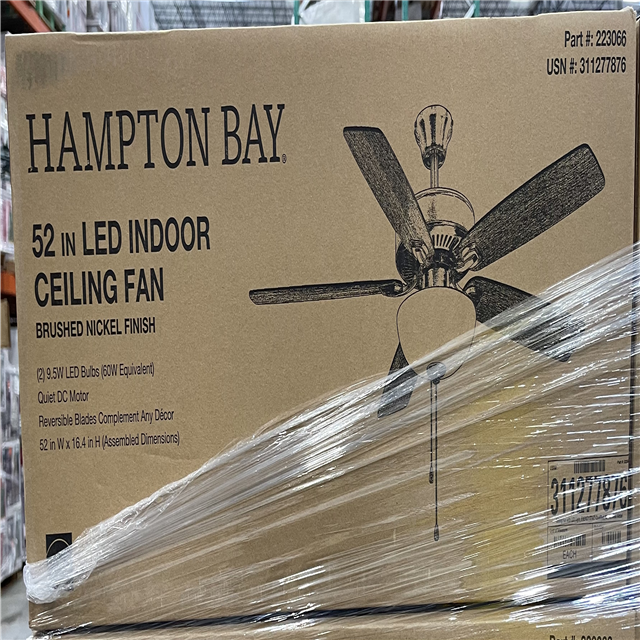 Part #: 223066
USN #: 311277876
HAMPTON BAY®
52 IN LED INDOOR
CEILING FAN
BRUSHED NICKEL FINISH
(2) 9.5W LED Bulbs (60W Equivalent)
Quiet DC Motor
Reversible Blades Complement Any Décor
52 in W x 16.4 in H (Assembled Dimensions)
311277876
EACH